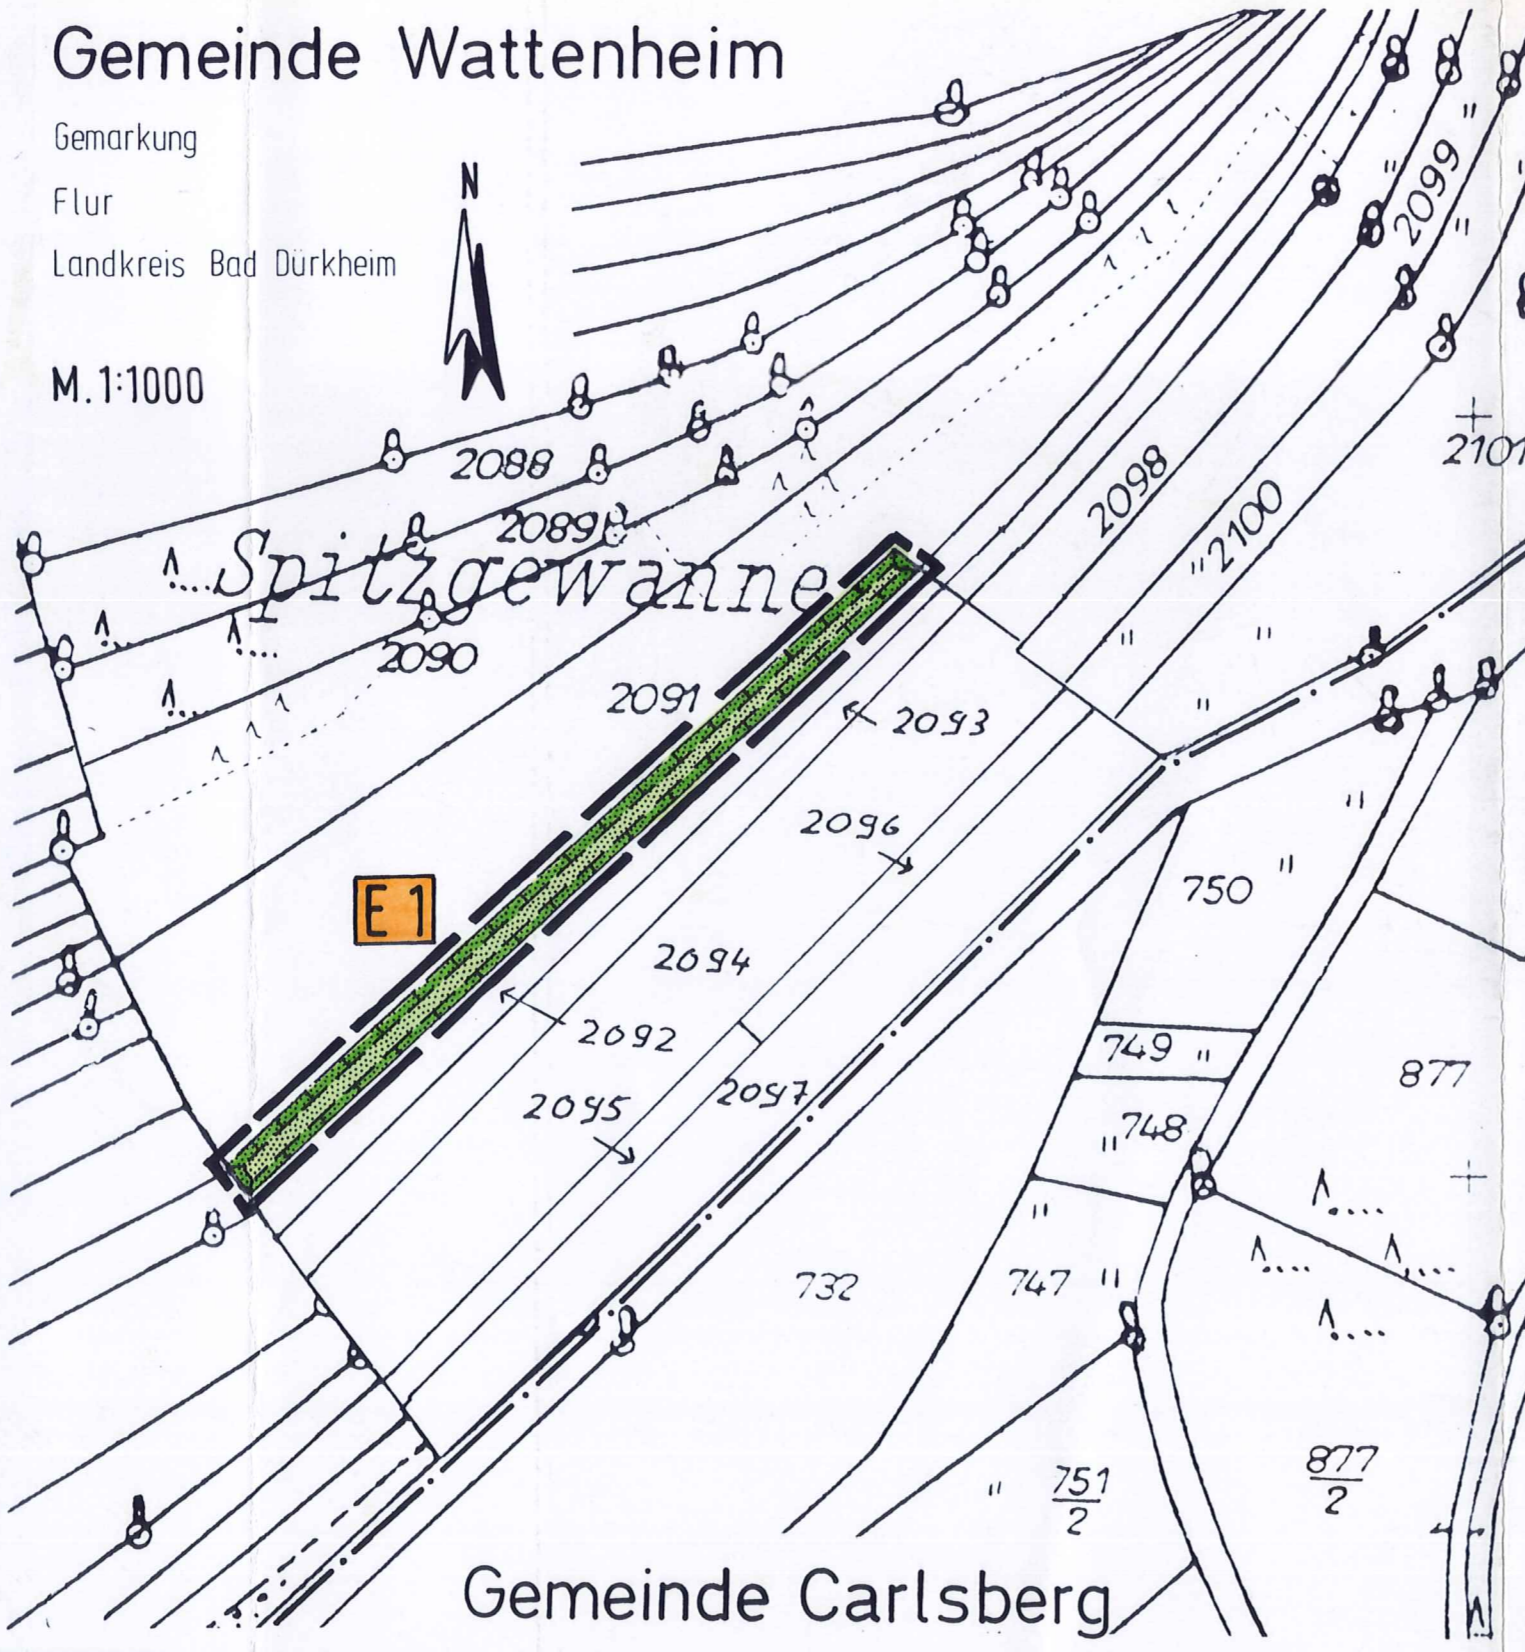 Gemeinde Wattenheim
Gemarkung
Flur
Landkreis Bad Dürkheim
N
M.1:1000
2099
2101
2088
2098
2089
2100
Spitzgewanne
2090
2091
2093
2096
750
E1
2094
2092
749
877
2095
2097
748
732
747
751
2
877
2
Gemeinde Carlsberg